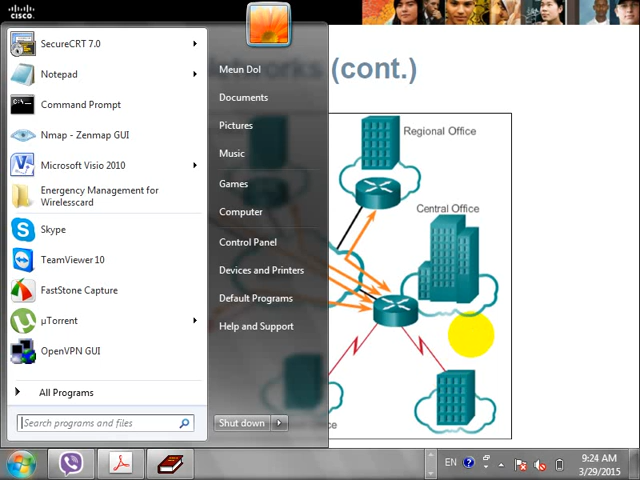 CISCO
SecureCRT 7.0
Notepad
Command Prompt
Nmap - Zenmap GUI
Microsoft Visio 2010
Energency Management for
Wirelesscard
Skype
TeamViewer 10
FastStone Capture
µTorrent
OpenVPN GUI
All Programs
Search programs and files
Meun Dol
Documents
Pictures
Music
Games
Computer
Control Panel
Devices and Printers
Default Programs
Help and Support
Shut down
(cont.)
Regional Office
Central Office
EN
9:24 AM
3/29/2015